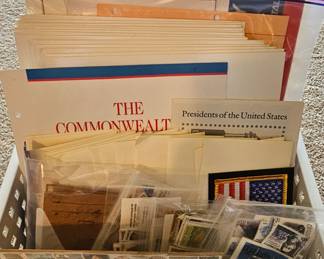 THE
COMMONWEALT
Presidents of the United States